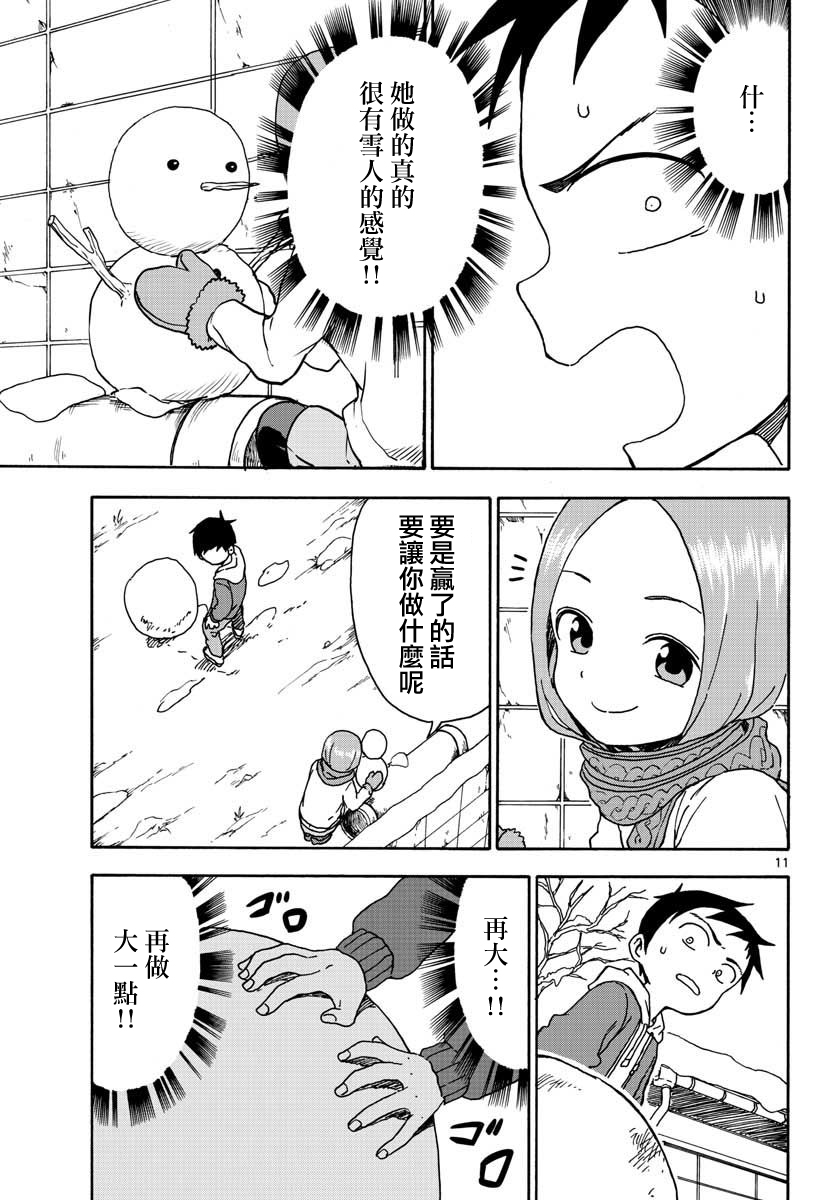 什…
她做的真的
很有雪人的感覺!!
要是贏了的話
要讓你做什麼呢
11
再大…!!
ゴロ
再做
大一點!!
ゴロ